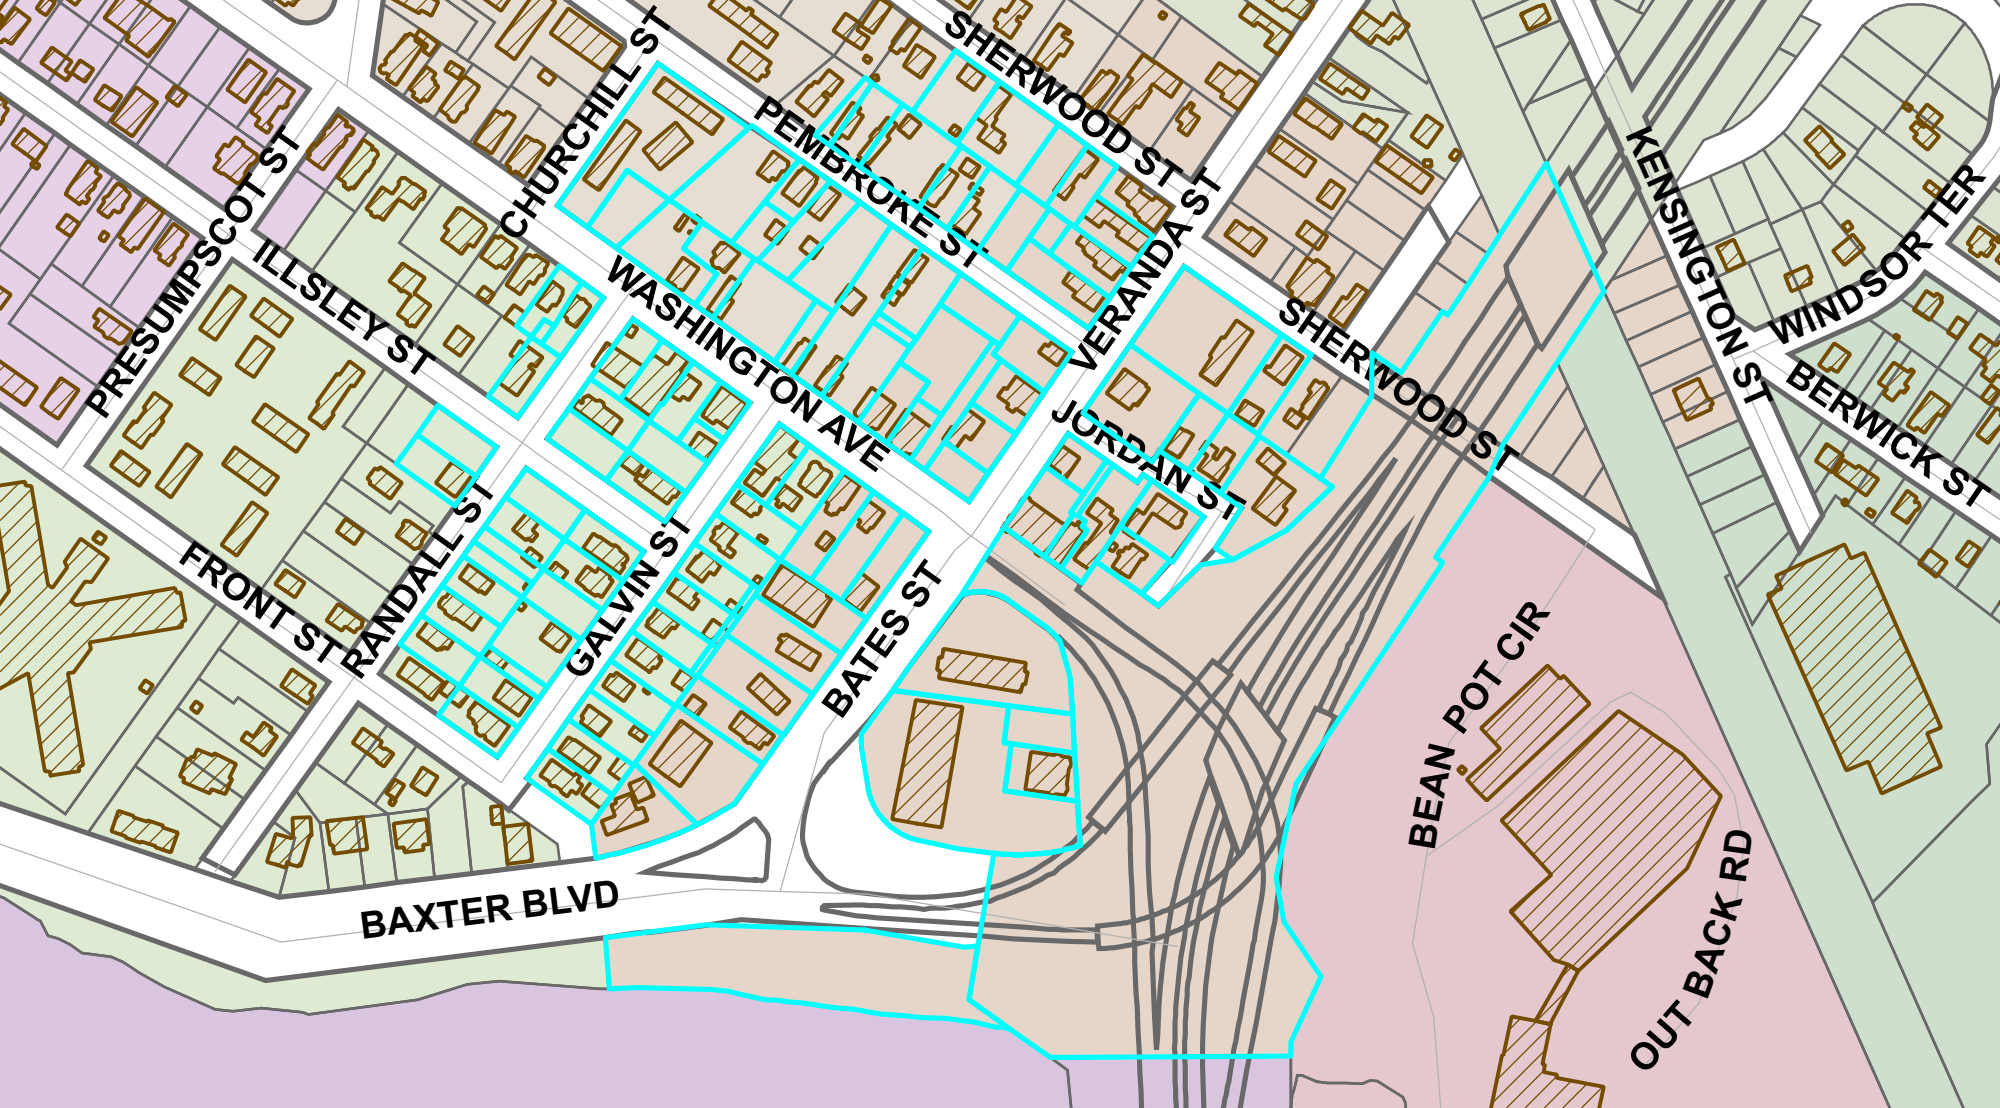 SHERWOOD ST
CHURCHILL ST
PEMBROKE ST
PRESUMPSCOT ST
KENSINGTON ST
WINDSOR TER
ILLSLEY ST
WASHINGTON AVE
VERANDA ST
SHERWOOD ST
BERWICK ST
JORDAN ST
RANDALL ST
FRONT ST
GALVIN ST
BATES ST
BEAN POT CIR
OUT BACK RD
BAXTER BLVD